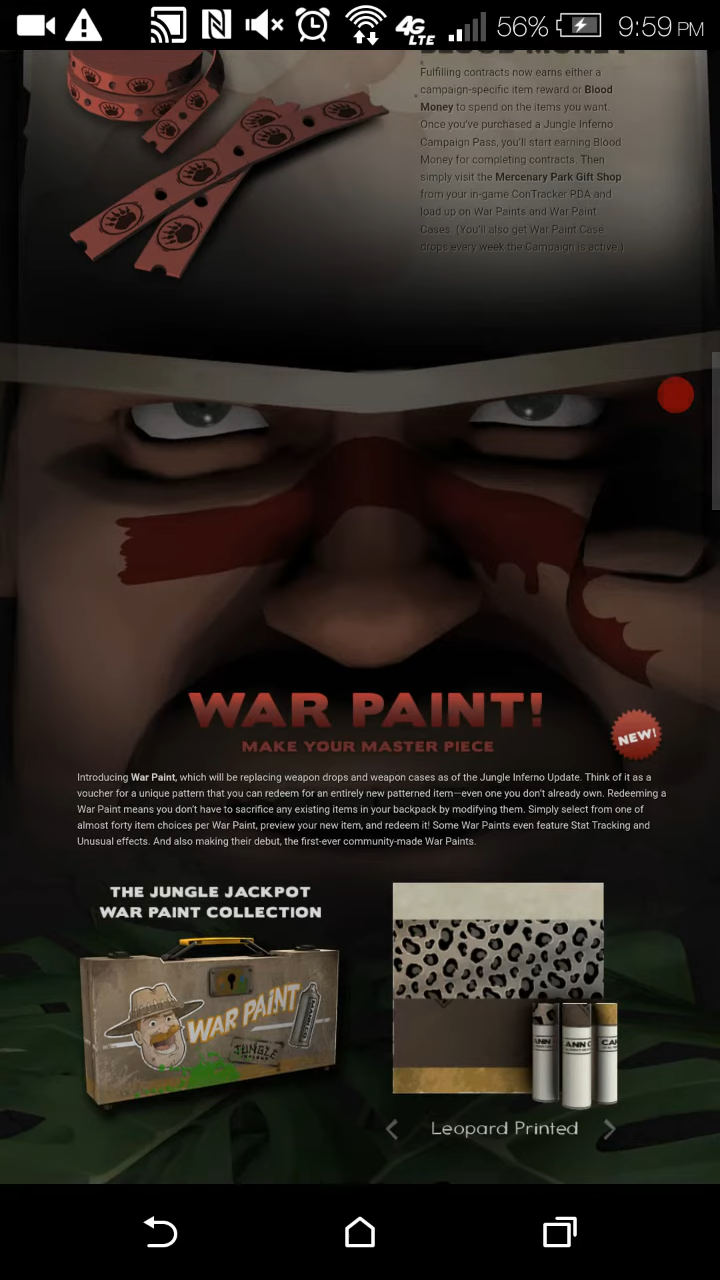 4G
LTE
56%
9:59 PM
BLOOD MONEY
Fulfilling contracts now earns either a
campaign-specific item reward or Blood
Money to spend on the items you want.
Once you've purchased a Jungle Inferno
Campaign Pass, you'll start earning Blood
Money for completing contracts. Then
simply visit the Mercenary Park Gift Shop
from your in-game ConTracker PDA and
load up on War Paints and War Paint
Cases. (You'll also get War Paint Case
drops every week the Campaign is active.)
WAR PAINT!
MAKE YOUR MASTER PIECE
NEW!
Introducing War Paint, which will be replacing weapon drops and weapon cases as of the Jungle Inferno Update. Think of it as a
voucher for a unique pattern that you can redeem for an entirely new patterned item—even one you don't already own. Redeeming a
War Paint means you don't have to sacrifice any existing items in your backpack by modifying them. Simply select from one of
almost forty item choices per War Paint, preview your new item, and redeem it! Some War Paints even feature Stat Tracking and
Unusual effects. And also making their debut, the first-ever community-made War Paints.
THE JUNGLE JACKPOT
WAR PAINT COLLECTION
WAR PAINT
JUNGLE
ANN
CANN C
CA
Leopard Printed